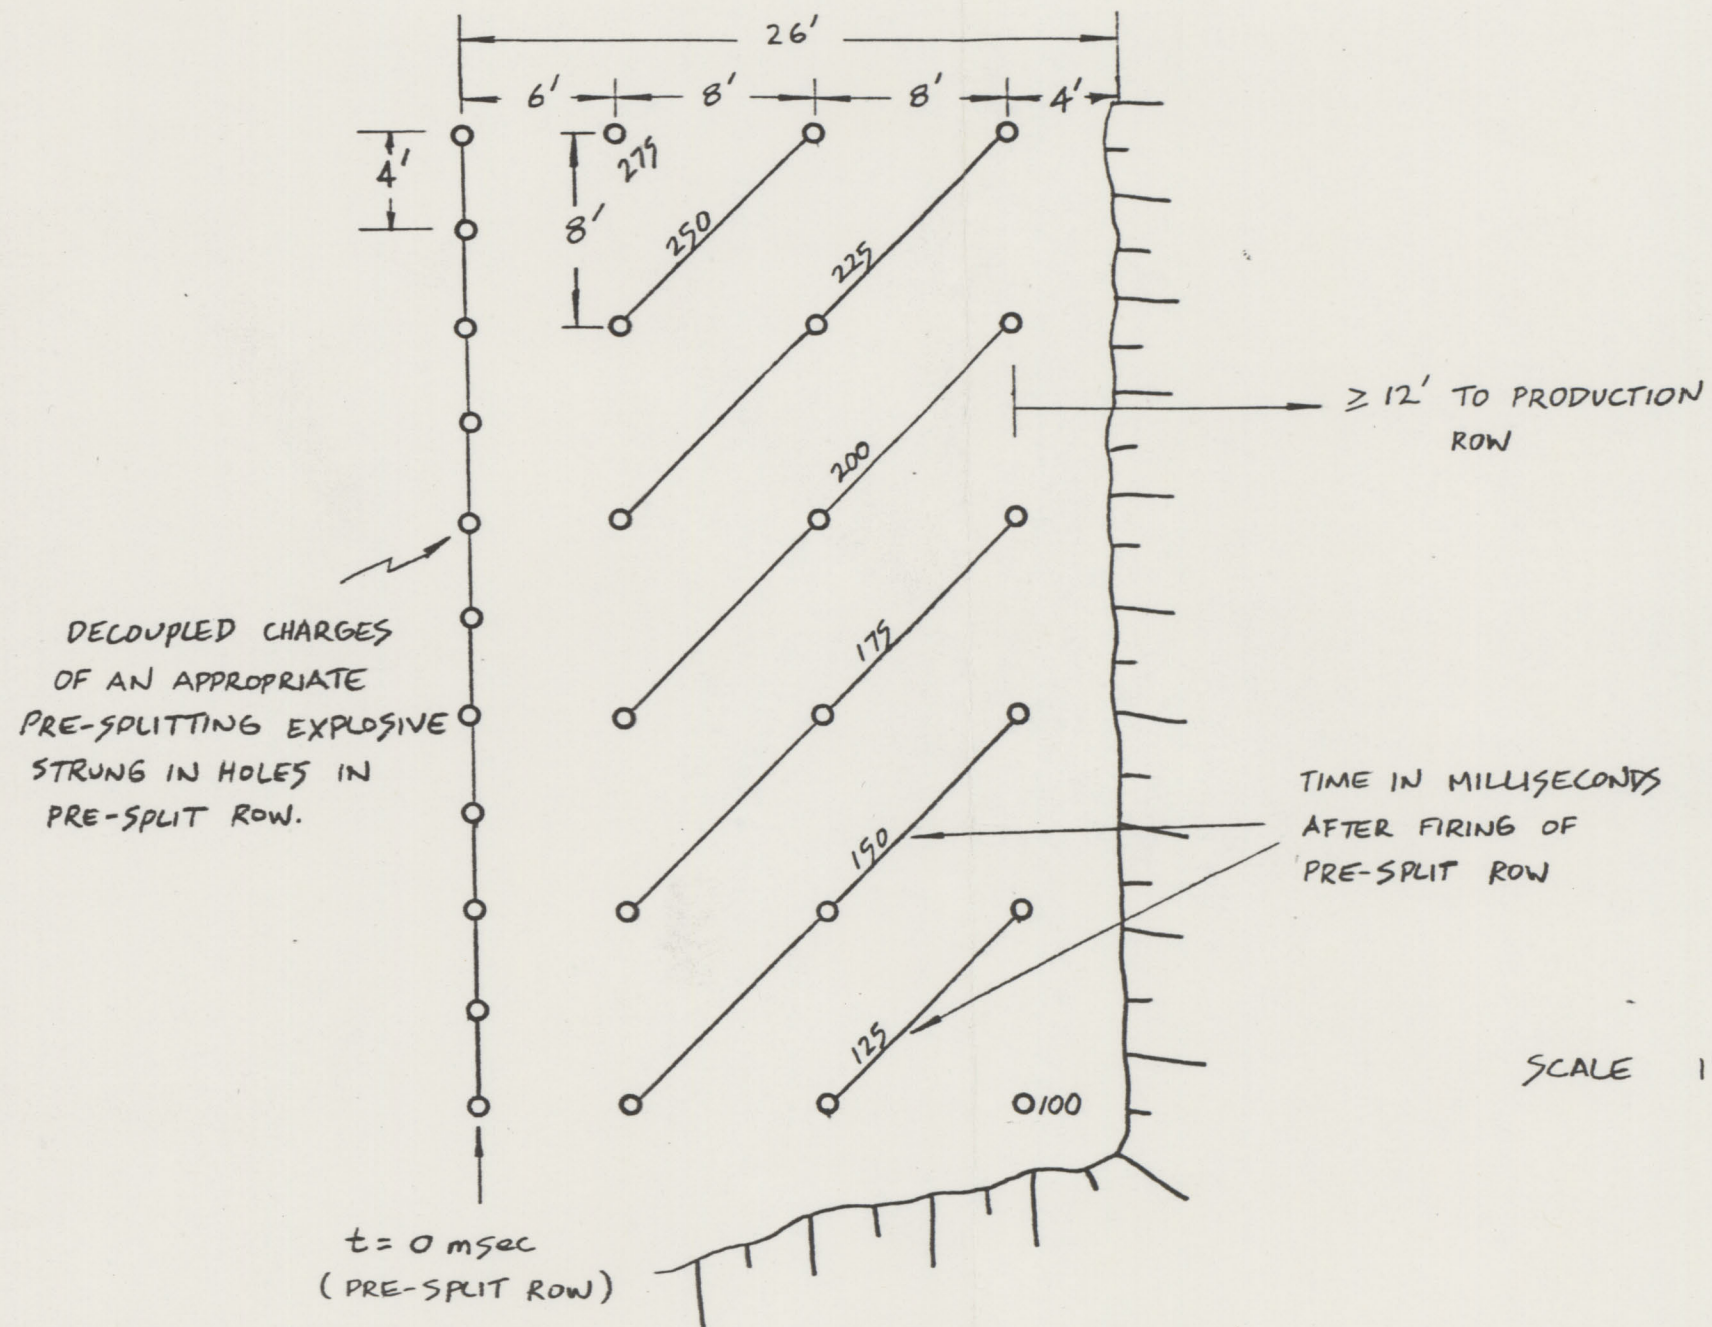 26'
6'
8'
8'
4'
4'
275
8'
250
225
≥ 12' TO PRODUCTION
ROW
200
DECOUPLED CHARGES
OF AN APPROPRIATE
PRE-SPLITTING EXPLOSIVE
STRUNG IN HOLES IN
PRE-SPLIT ROW.
175
TIME IN MILLISECONDS
AFTER FIRING OF
PRE-SPLIT ROW
150
125
SCALE 1
100
t = 0 msec
(PRE-SPLIT ROW)